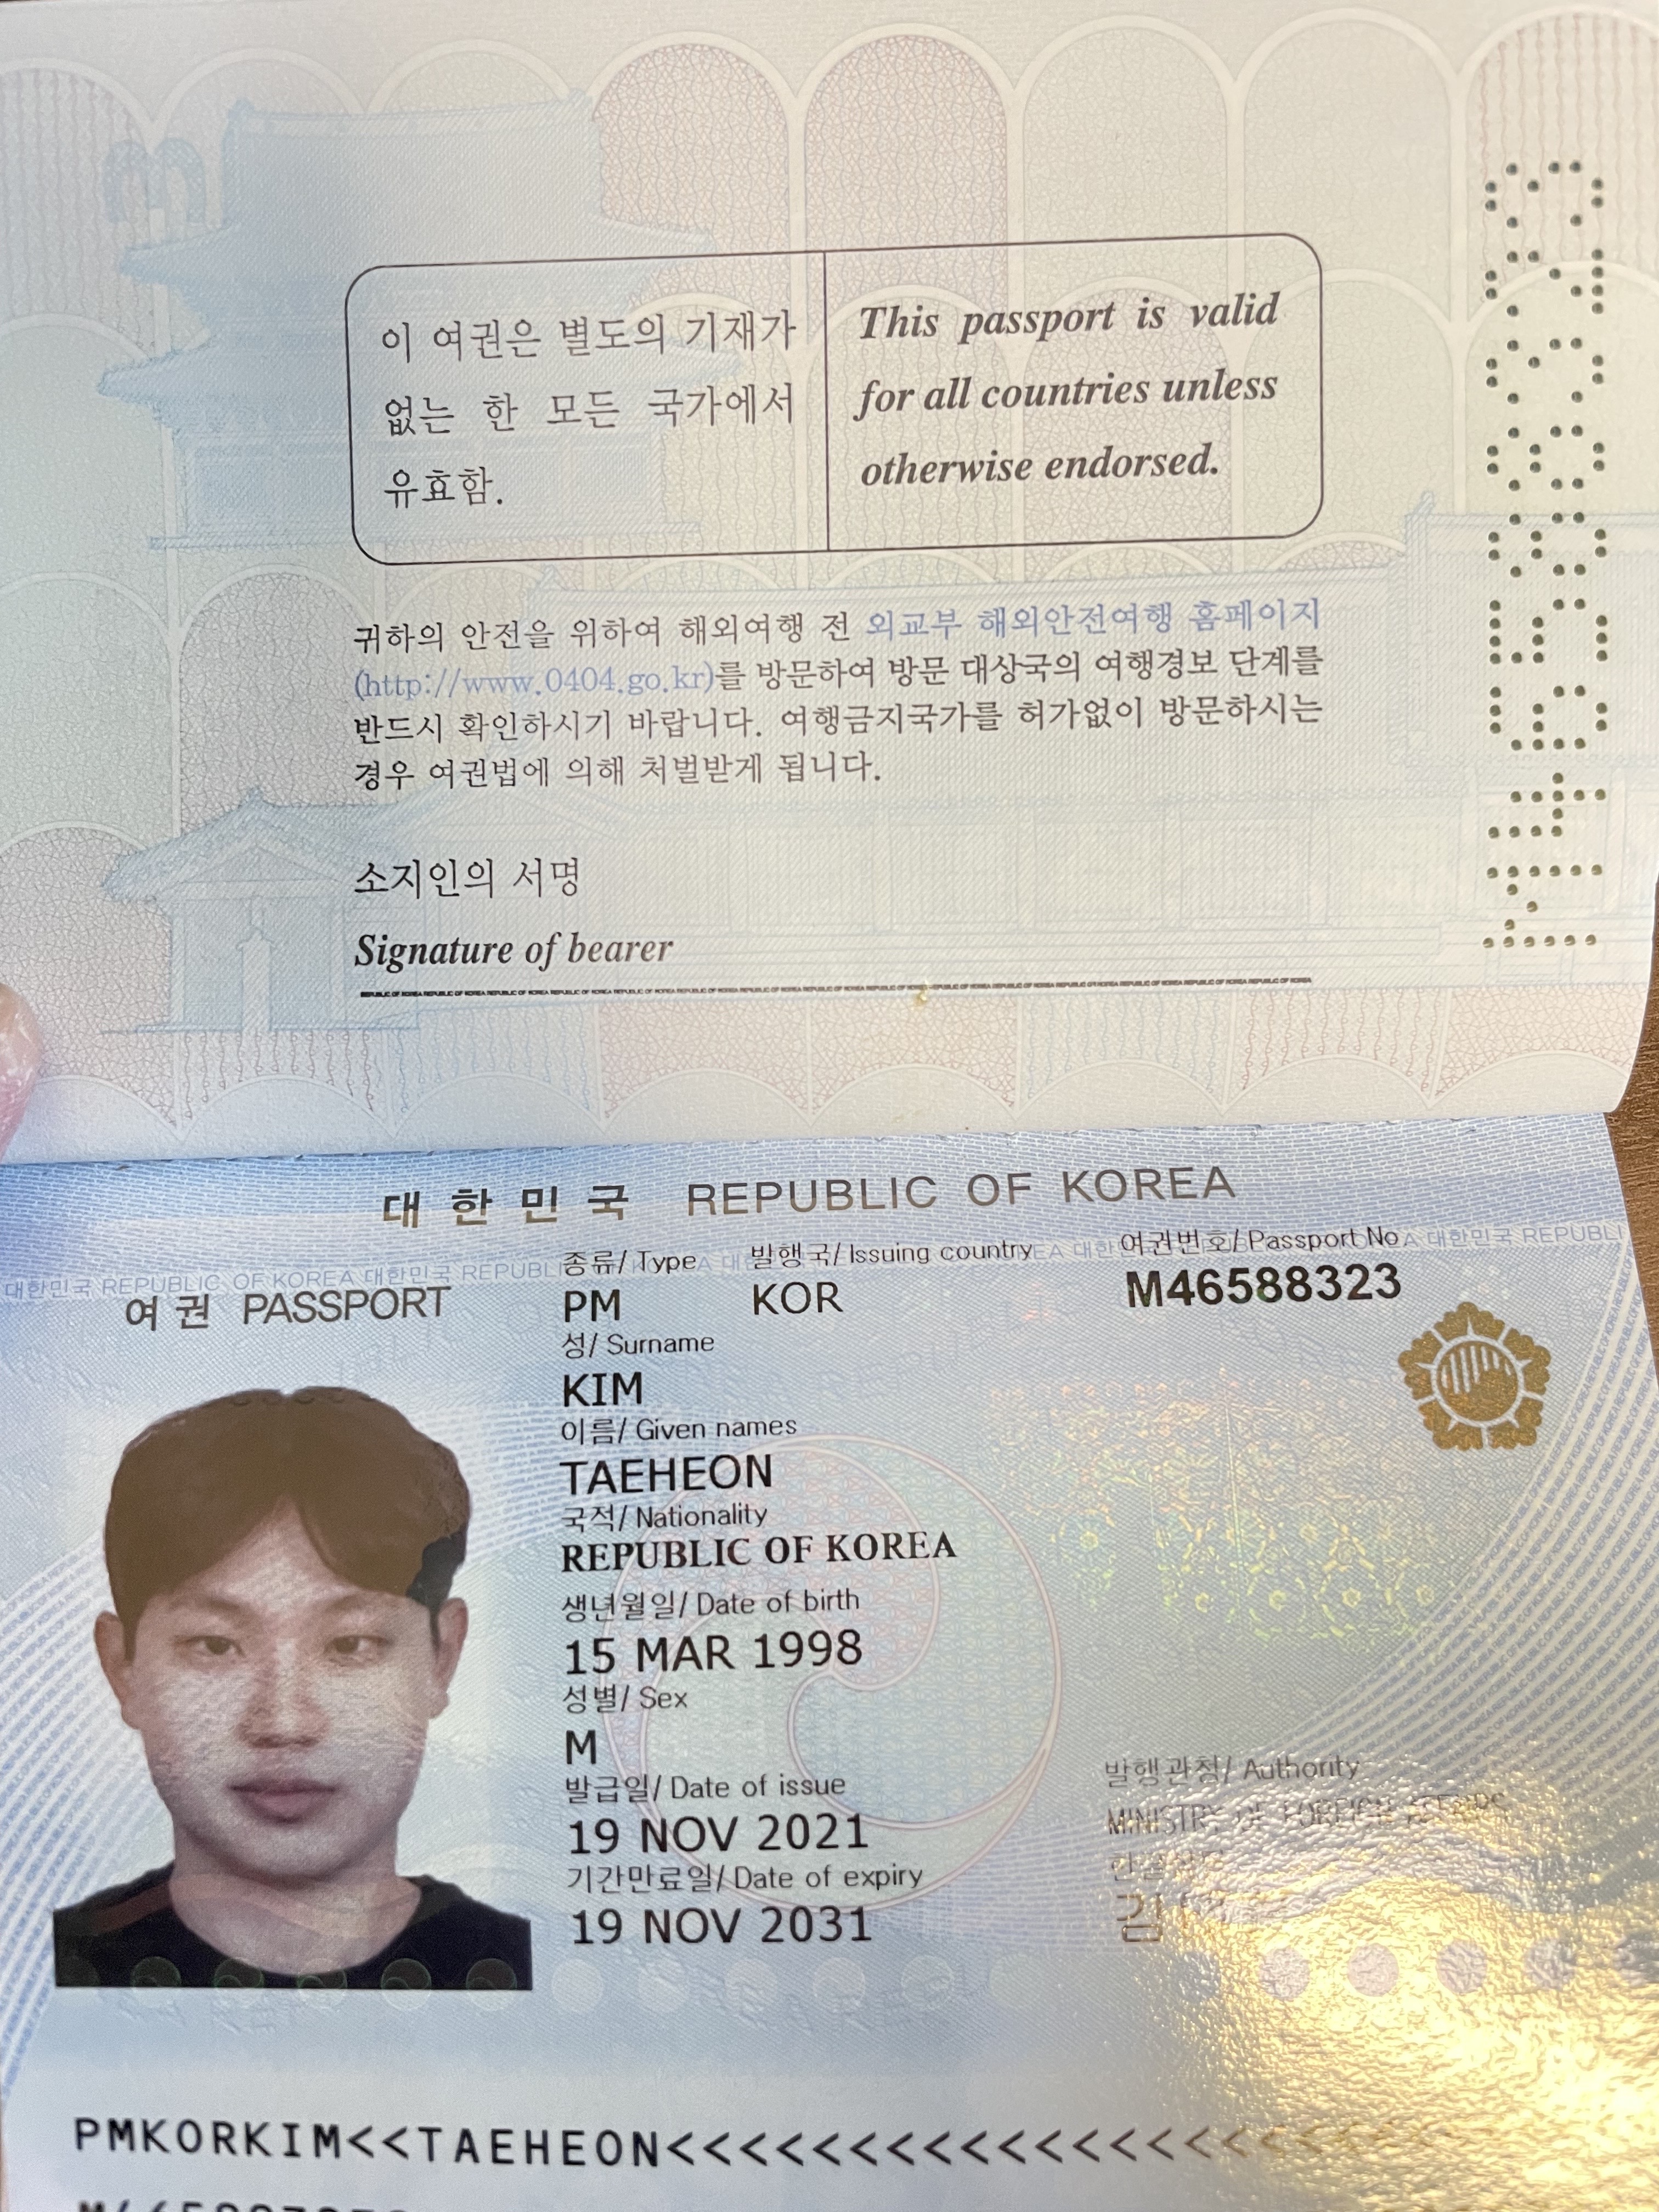 이 여권은 별도의 기재가
없는 한 모든 국가에서
유효함.
This passport is valid
for all countries unless
otherwise endorsed.
귀하의 안전을 위하여 해외여행 전 외교부 해외안전여행 홈페이지
(http://www.0404.go.kr)를 방문하여 방문 대상국의 여행경보 단계를
반드시 확인하시기 바랍니다. 여행금지국가를 허가없이 방문하시는
경우 여권법에 의해 처벌받게 됩니다.
소지인의 서명
Signature of bearer
M46588323
대한민국 REPUBLIC OF KOREA
여권 PASSPORT
종류/ Type 발행국/ Issuing country 여권번호/ Passport No
PM KOR M46588323
성/ Surname
KIM
이름/ Given names
TAEHEON
국적/ Nationality
REPUBLIC OF KOREA
생년월일/ Date of birth
15 MAR 1998
성별/ Sex
M
발급일/ Date of issue
19 NOV 2021
기간만료일/ Date of expiry
19 NOV 2031
발행관청/ Authority
MINISTRY OF FOREIGN AFFAIRS
김
PMKORKIM<<TAEHEON<<<<<<<<<<<<<<<<<<